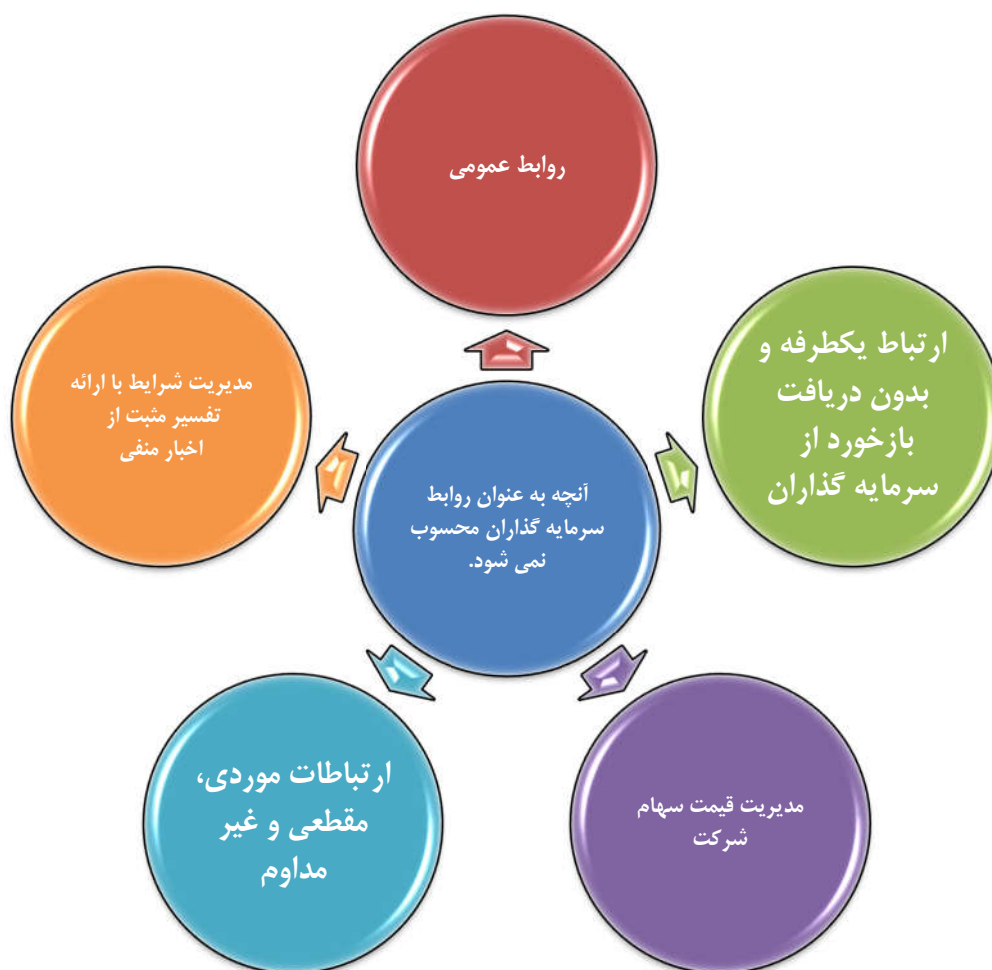 روابط عمومی
ارتباط یکطرفه و
بدون دریافت
بازخورد از
سرمایه گذاران
مدیریت شرایط با ارائه
تفسیر مثبت از
اخبار منفی
آنچه به عنوان روابط
سرمایه گذاران محسوب
نمی شود.
ارتباطات موردی،
مقطعی و غیر
مداوم
مدیریت قیمت سهام
شرکت